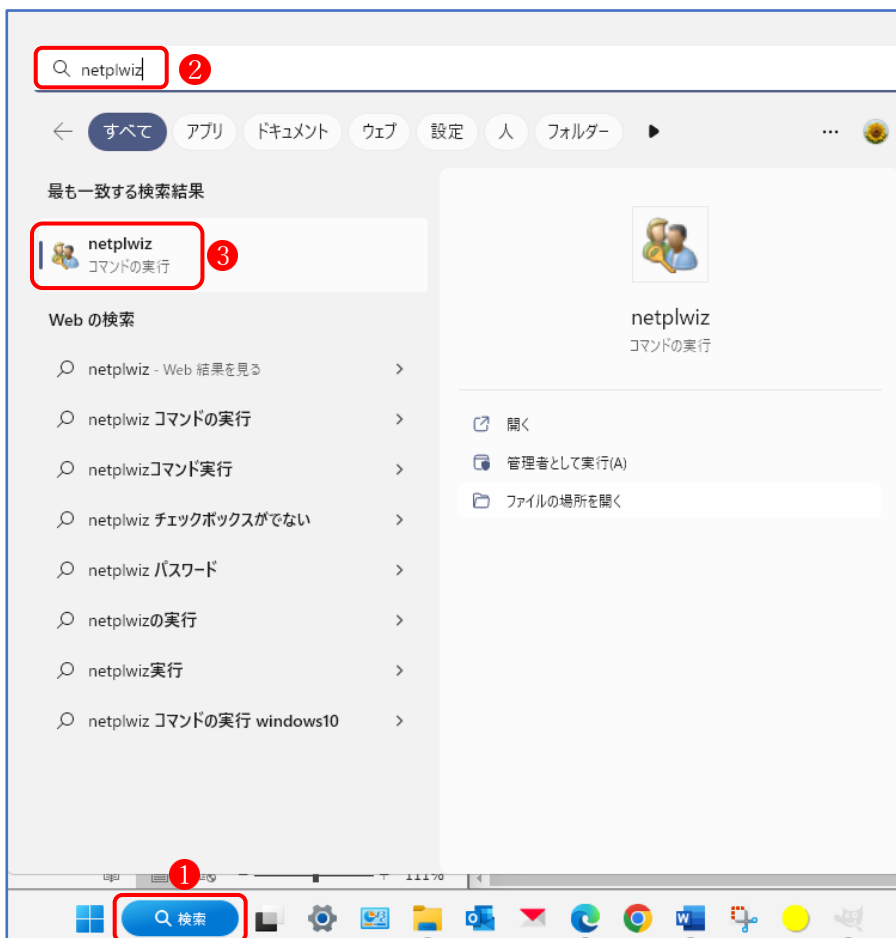 netplwiz
2
すべて
アプリ
ドキュメント
ウェブ
設定
人
フォルダー
最も一致する検索結果
netplwiz
コマンドの実行
3
Web の検索
netplwiz - Web 結果を見る
netplwiz コマンドの実行
netplwizコマンド実行
netplwiz チェックボックスがでない
netplwiz パスワード
netplwizの実行
netplwiz実行
netplwiz コマンドの実行 windows10
netplwiz
コマンドの実行
開く
管理者として実行(A)
ファイルの場所を開く
1
111%
検索